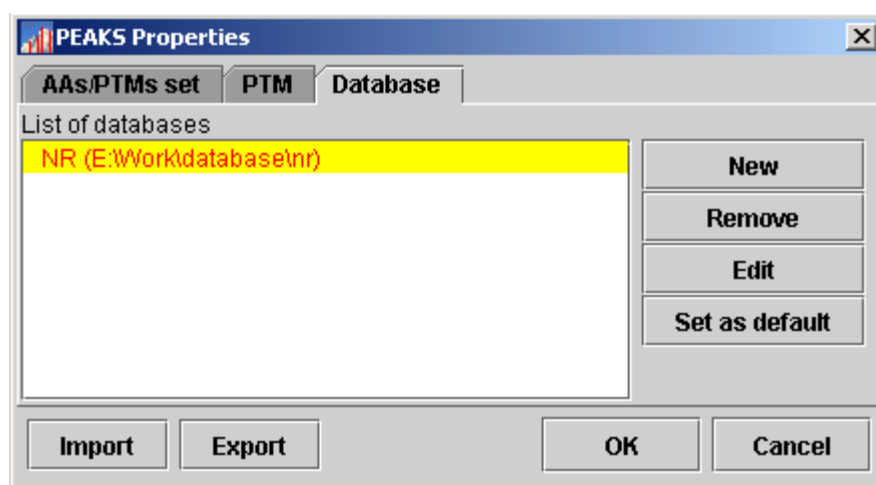 PEAKS Properties
AAs/PTMs set PTM Database
List of databases
NR (E:\Work\database\nr)
New
Remove
Edit
Set as default
Import Export OK Cancel